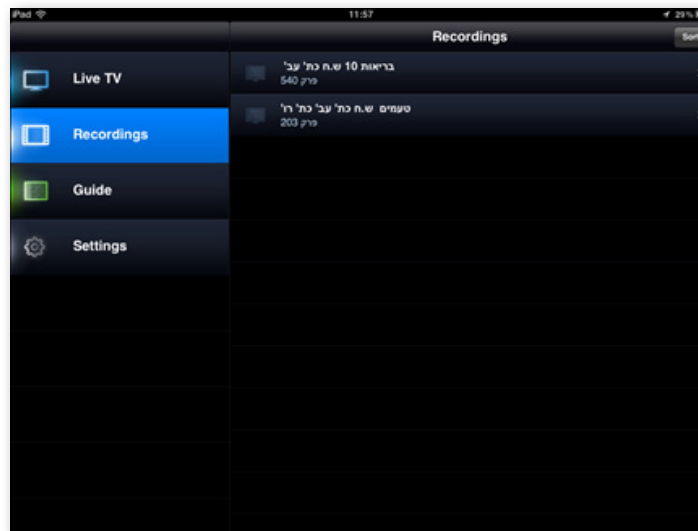 iPad 11:57 29%
Recordings
Sort
Live TV
Recordings
Guide
Settings
בריאות 10 ש.ח כת' עב'
פרק 540
טעמים ש.ח כת' עב' כת' רו'
פרק 203